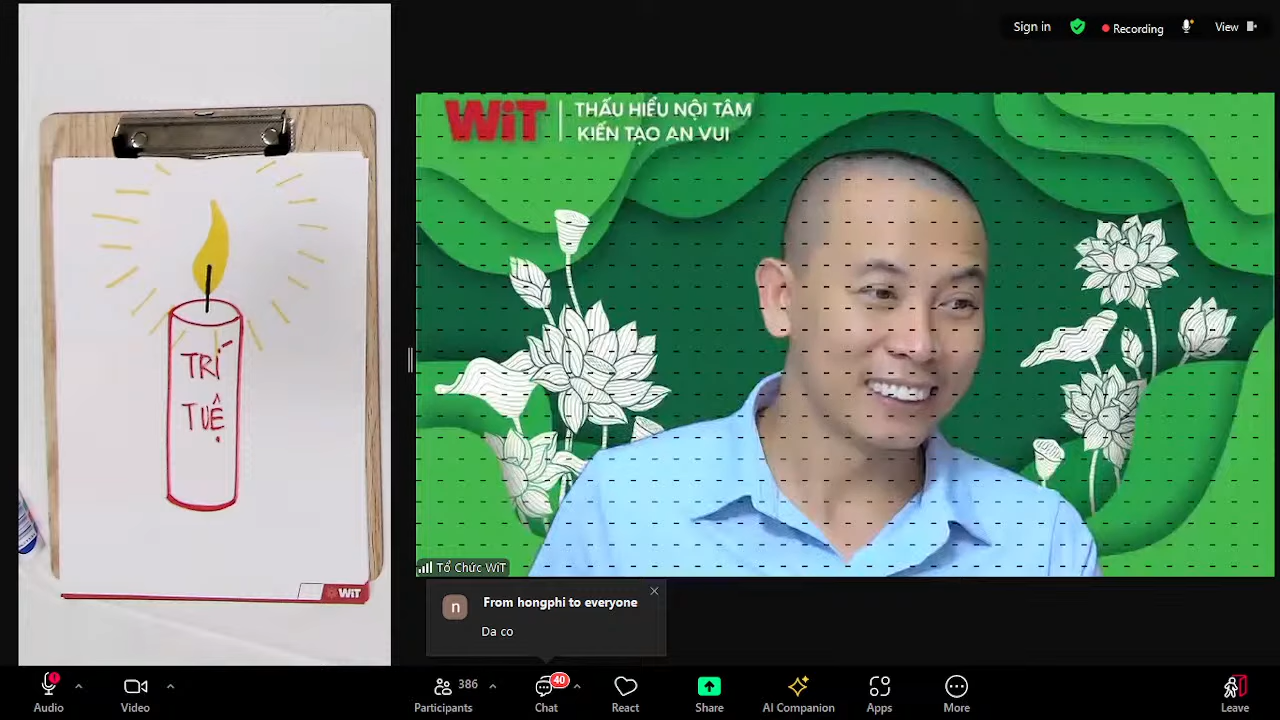 TRÍ
TUỆ
WiT
Sign in
Recording
View
WiT
THẤU HIỂU NỘI TÂM
KIẾN TẠO AN VUI
Tổ Chức WiT
n
From hongphi to everyone
Da co
Audio
Video
386
Participants
40
Chat
React
Share
AI Companion
Apps
More
Leave